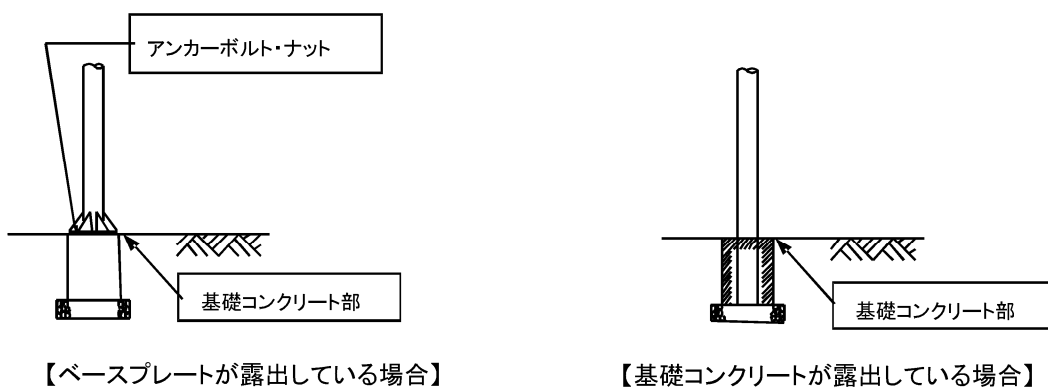 アンカーボルト・ナット
基礎コンクリート部
【ベースプレートが露出している場合】
基礎コンクリート部
【基礎コンクリートが露出している場合】